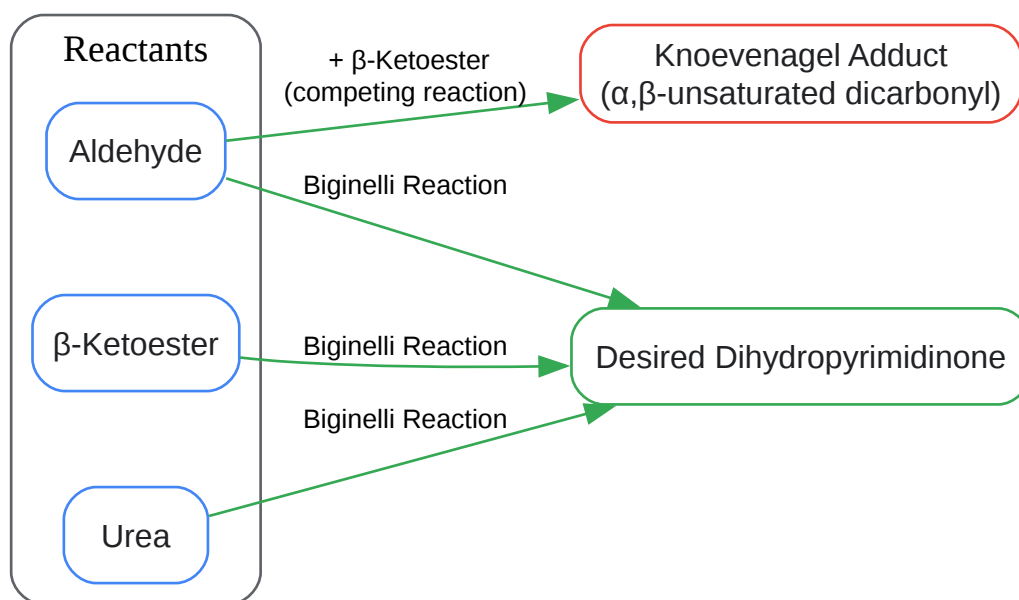 Reactants
+ β-Ketoester
(competing reaction)
Knoevenagel Adduct
(α,β-unsaturated dicarbonyl)
Aldehyde
Biginelli Reaction
β-Ketoester
Biginelli Reaction
Desired Dihydropyrimidinone
Biginelli Reaction
Urea